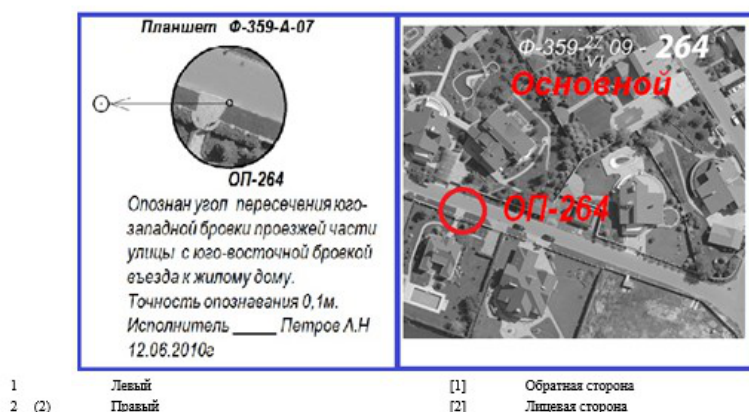 Планшет Ф-359-А-07
ОП-264
Опознан угол пересечения юго-
западной бровки проезжей части
улицы с юго-восточной бровкой
въезда к жилому дому.
Точность опознавания 0,1м.
Исполнитель _____ Петров Л.Н
12.06.2010г
Ф-359-22/VI 09 - 264
Основной
ОП-264
1 Левый [1] Обратная сторона
2 (2) Правый [2] Лицевая сторона